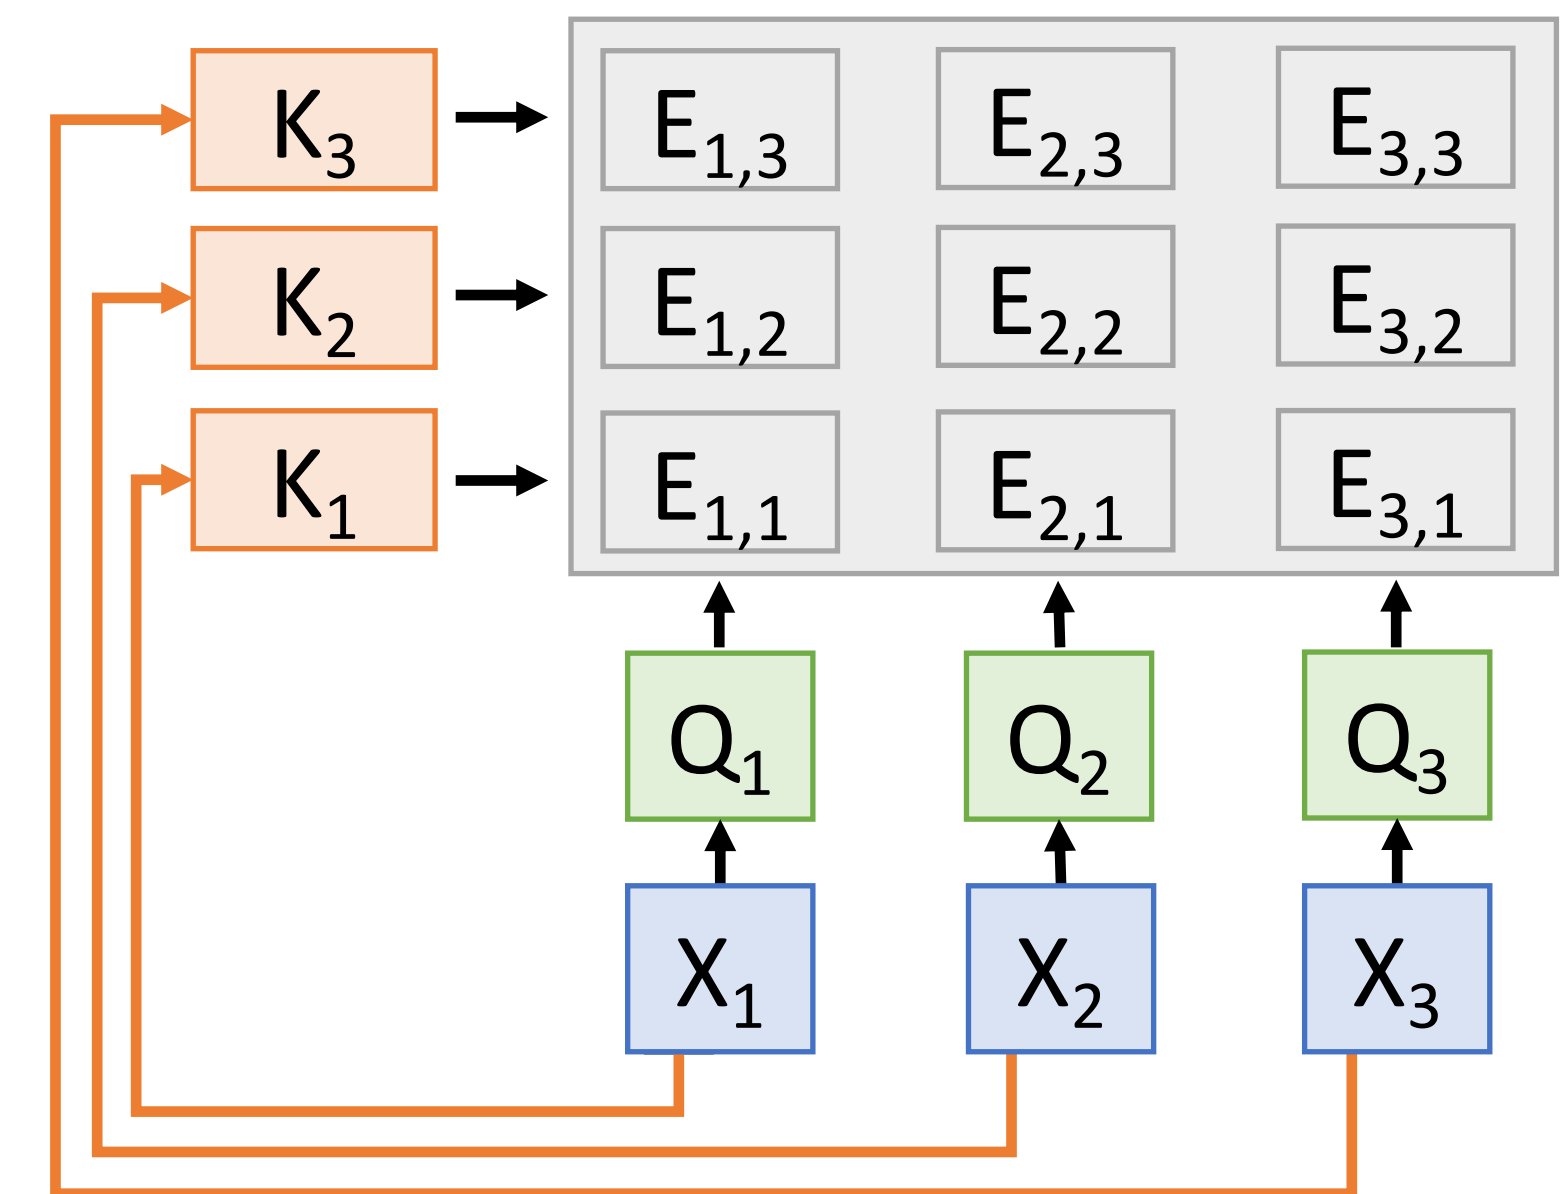 K₃ E₁,₃ E₂,₃ E₃,₃
K₂ E₁,₂ E₂,₂ E₃,₂
K₁ E₁,₁ E₂,₁ E₃,₁
Q₁ Q₂ Q₃
X₁ X₂ X₃